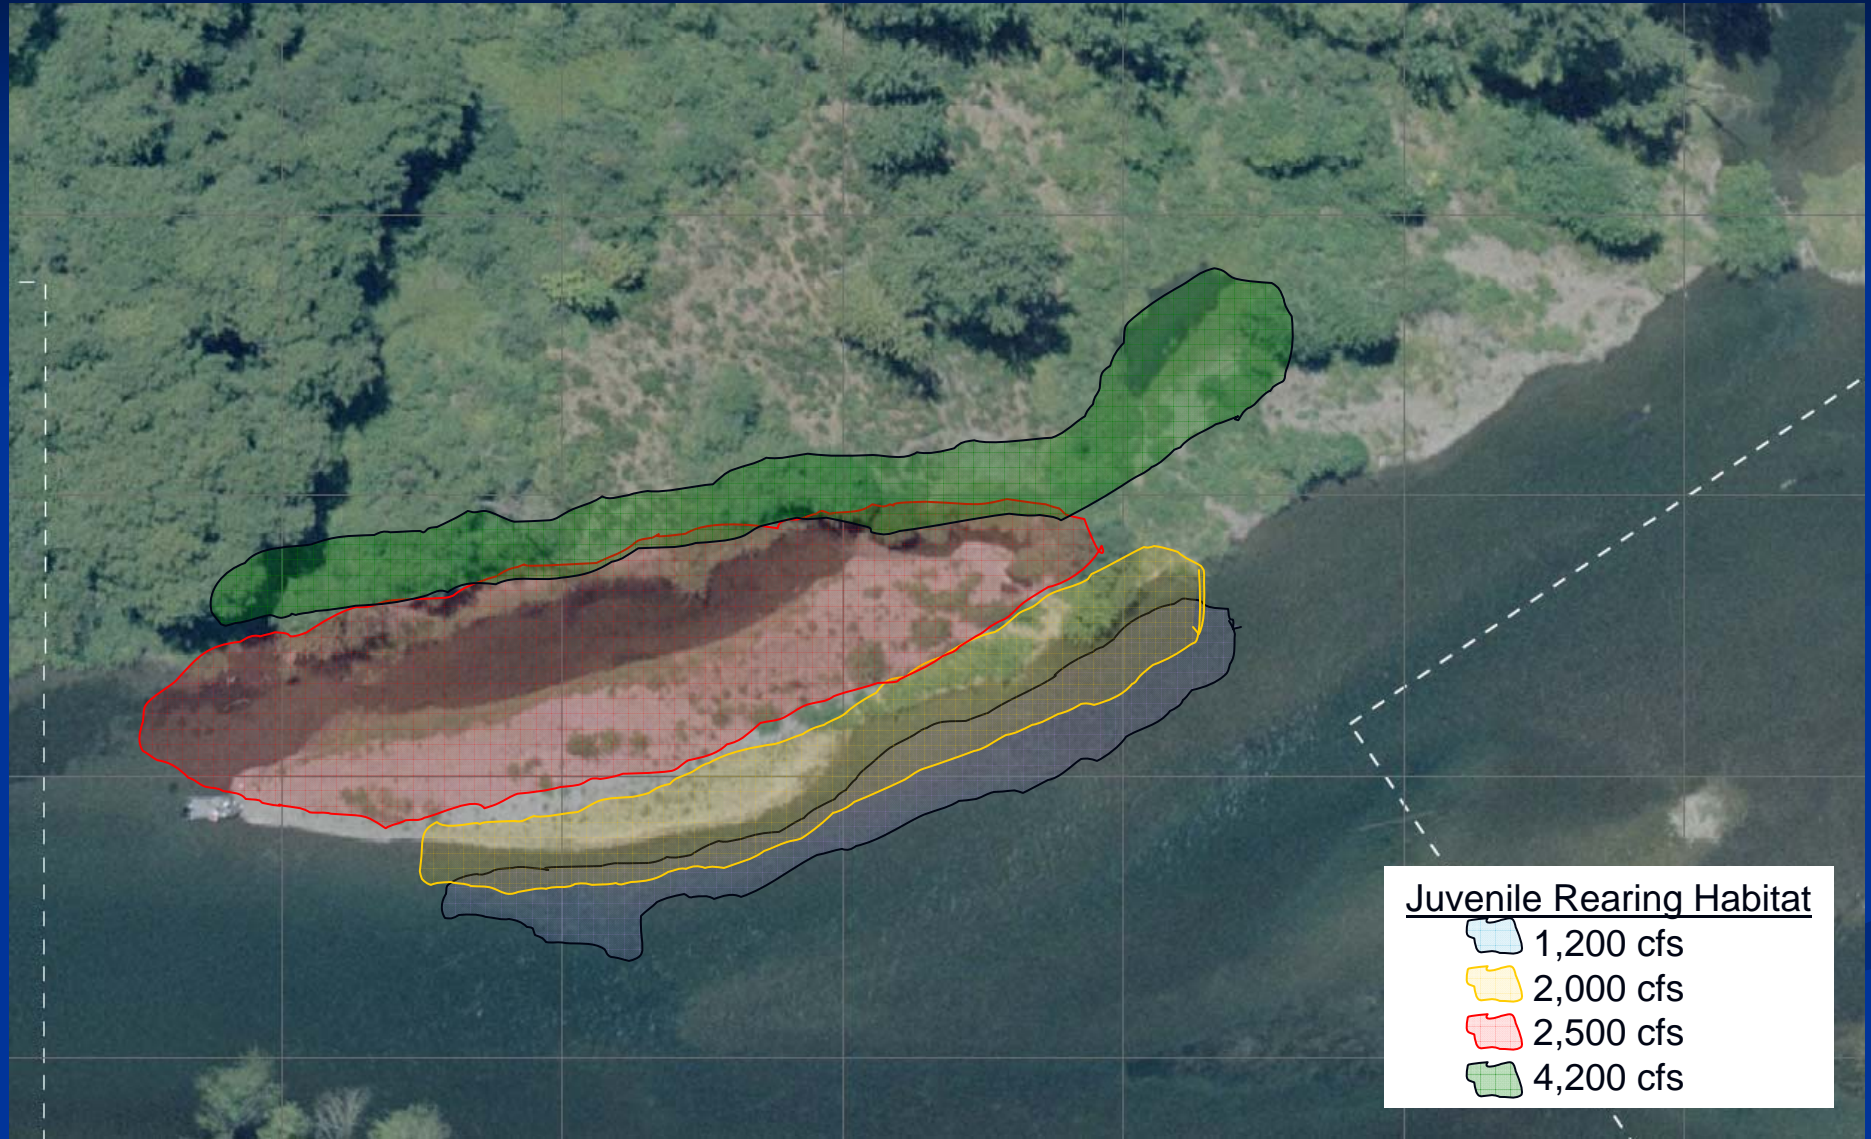 Juvenile Rearing Habitat
1,200 cfs
2,000 cfs
2,500 cfs
4,200 cfs